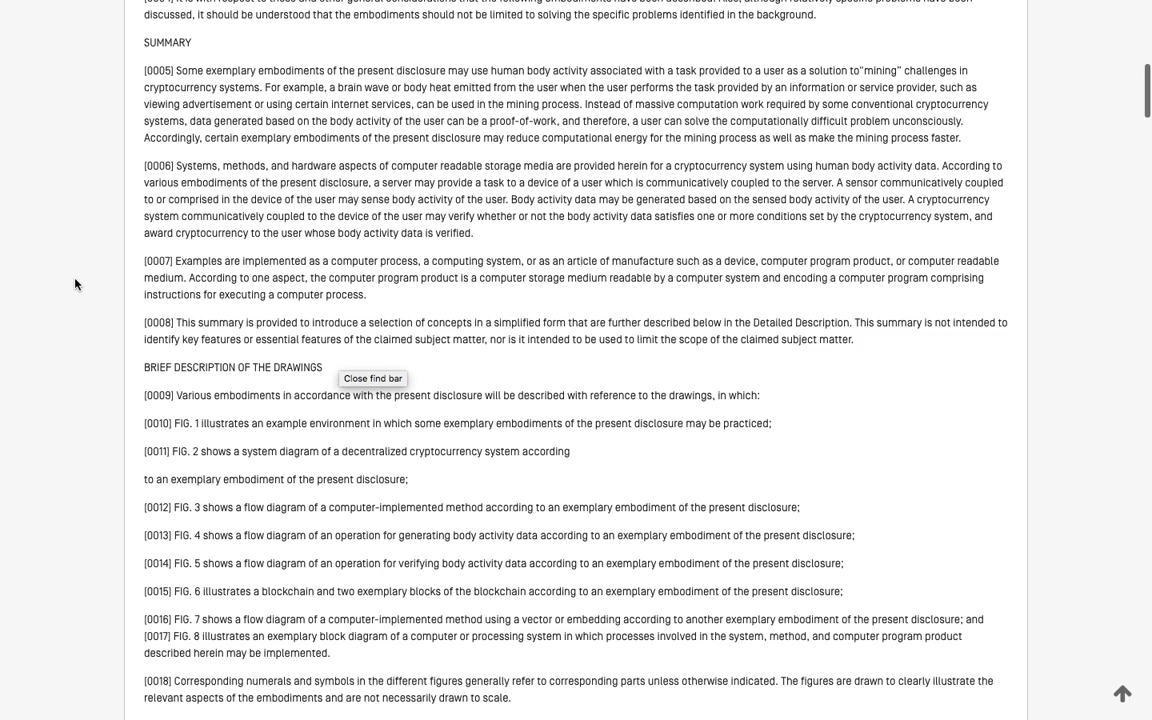 discussed, it should be understood that the embodiments should not be limited to solving the specific problems identified in the background.
SUMMARY
[0005] Some exemplary embodiments of the present disclosure may use human body activity associated with a task provided to a user as a solution to"mining" challenges in
cryptocurrency systems. For example, a brain wave or body heat emitted from the user when the user performs the task provided by an information or service provider, such as
viewing advertisement or using certain internet services, can be used in the mining process. Instead of massive computation work required by some conventional cryptocurrency
systems, data generated based on the body activity of the user can be a proof-of-work, and therefore, a user can solve the computationally difficult problem unconsciously.
Accordingly, certain exemplary embodiments of the present disclosure may reduce computational energy for the mining process as well as make the mining process faster.
[0006] Systems, methods, and hardware aspects of computer readable storage media are provided herein for a cryptocurrency system using human body activity data. According to
various embodiments of the present disclosure, a server may provide a task to a device of a user which is communicatively coupled to the server. A sensor communicatively coupled
to or comprised in the device of the user may sense body activity of the user. Body activity data may be generated based on the sensed body activity of the user. A cryptocurrency
system communicatively coupled to the device of the user may verify whether or not the body activity data satisfies one or more conditions set by the cryptocurrency system, and
award cryptocurrency to the user whose body activity data is verified.
[0007] Examples are implemented as a computer process, a computing system, or as an article of manufacture such as a device, computer program product, or computer readable
medium. According to one aspect, the computer program product is a computer storage medium readable by a computer system and encoding a computer program comprising
instructions for executing a computer process.
[0008] This summary is provided to introduce a selection of concepts in a simplified form that are further described below in the Detailed Description. This summary is not intended to
identify key features or essential features of the claimed subject matter, nor is it intended to be used to limit the scope of the claimed subject matter.
BRIEF DESCRIPTION OF THE DRAWINGS
Close find bar
[0009] Various embodiments in accordance with the present disclosure will be described with reference to the drawings, in which:
[0010] FIG. 1 illustrates an example environment in which some exemplary embodiments of the present disclosure may be practiced;
[0011] FIG. 2 shows a system diagram of a decentralized cryptocurrency system according
to an exemplary embodiment of the present disclosure;
[0012] FIG. 3 shows a flow diagram of a computer-implemented method according to an exemplary embodiment of the present disclosure;
[0013] FIG. 4 shows a flow diagram of an operation for generating body activity data according to an exemplary embodiment of the present disclosure;
[0014] FIG. 5 shows a flow diagram of an operation for verifying body activity data according to an exemplary embodiment of the present disclosure;
[0015] FIG. 6 illustrates a blockchain and two exemplary blocks of the blockchain according to an exemplary embodiment of the present disclosure;
[0016] FIG. 7 shows a flow diagram of a computer-implemented method using a vector or embedding according to another exemplary embodiment of the present disclosure; and
[0017] FIG. 8 illustrates an exemplary block diagram of a computer or processing system in which processes involved in the system, method, and computer program product
described herein may be implemented.
[0018] Corresponding numerals and symbols in the different figures generally refer to corresponding parts unless otherwise indicated. The figures are drawn to clearly illustrate the
relevant aspects of the embodiments and are not necessarily drawn to scale.